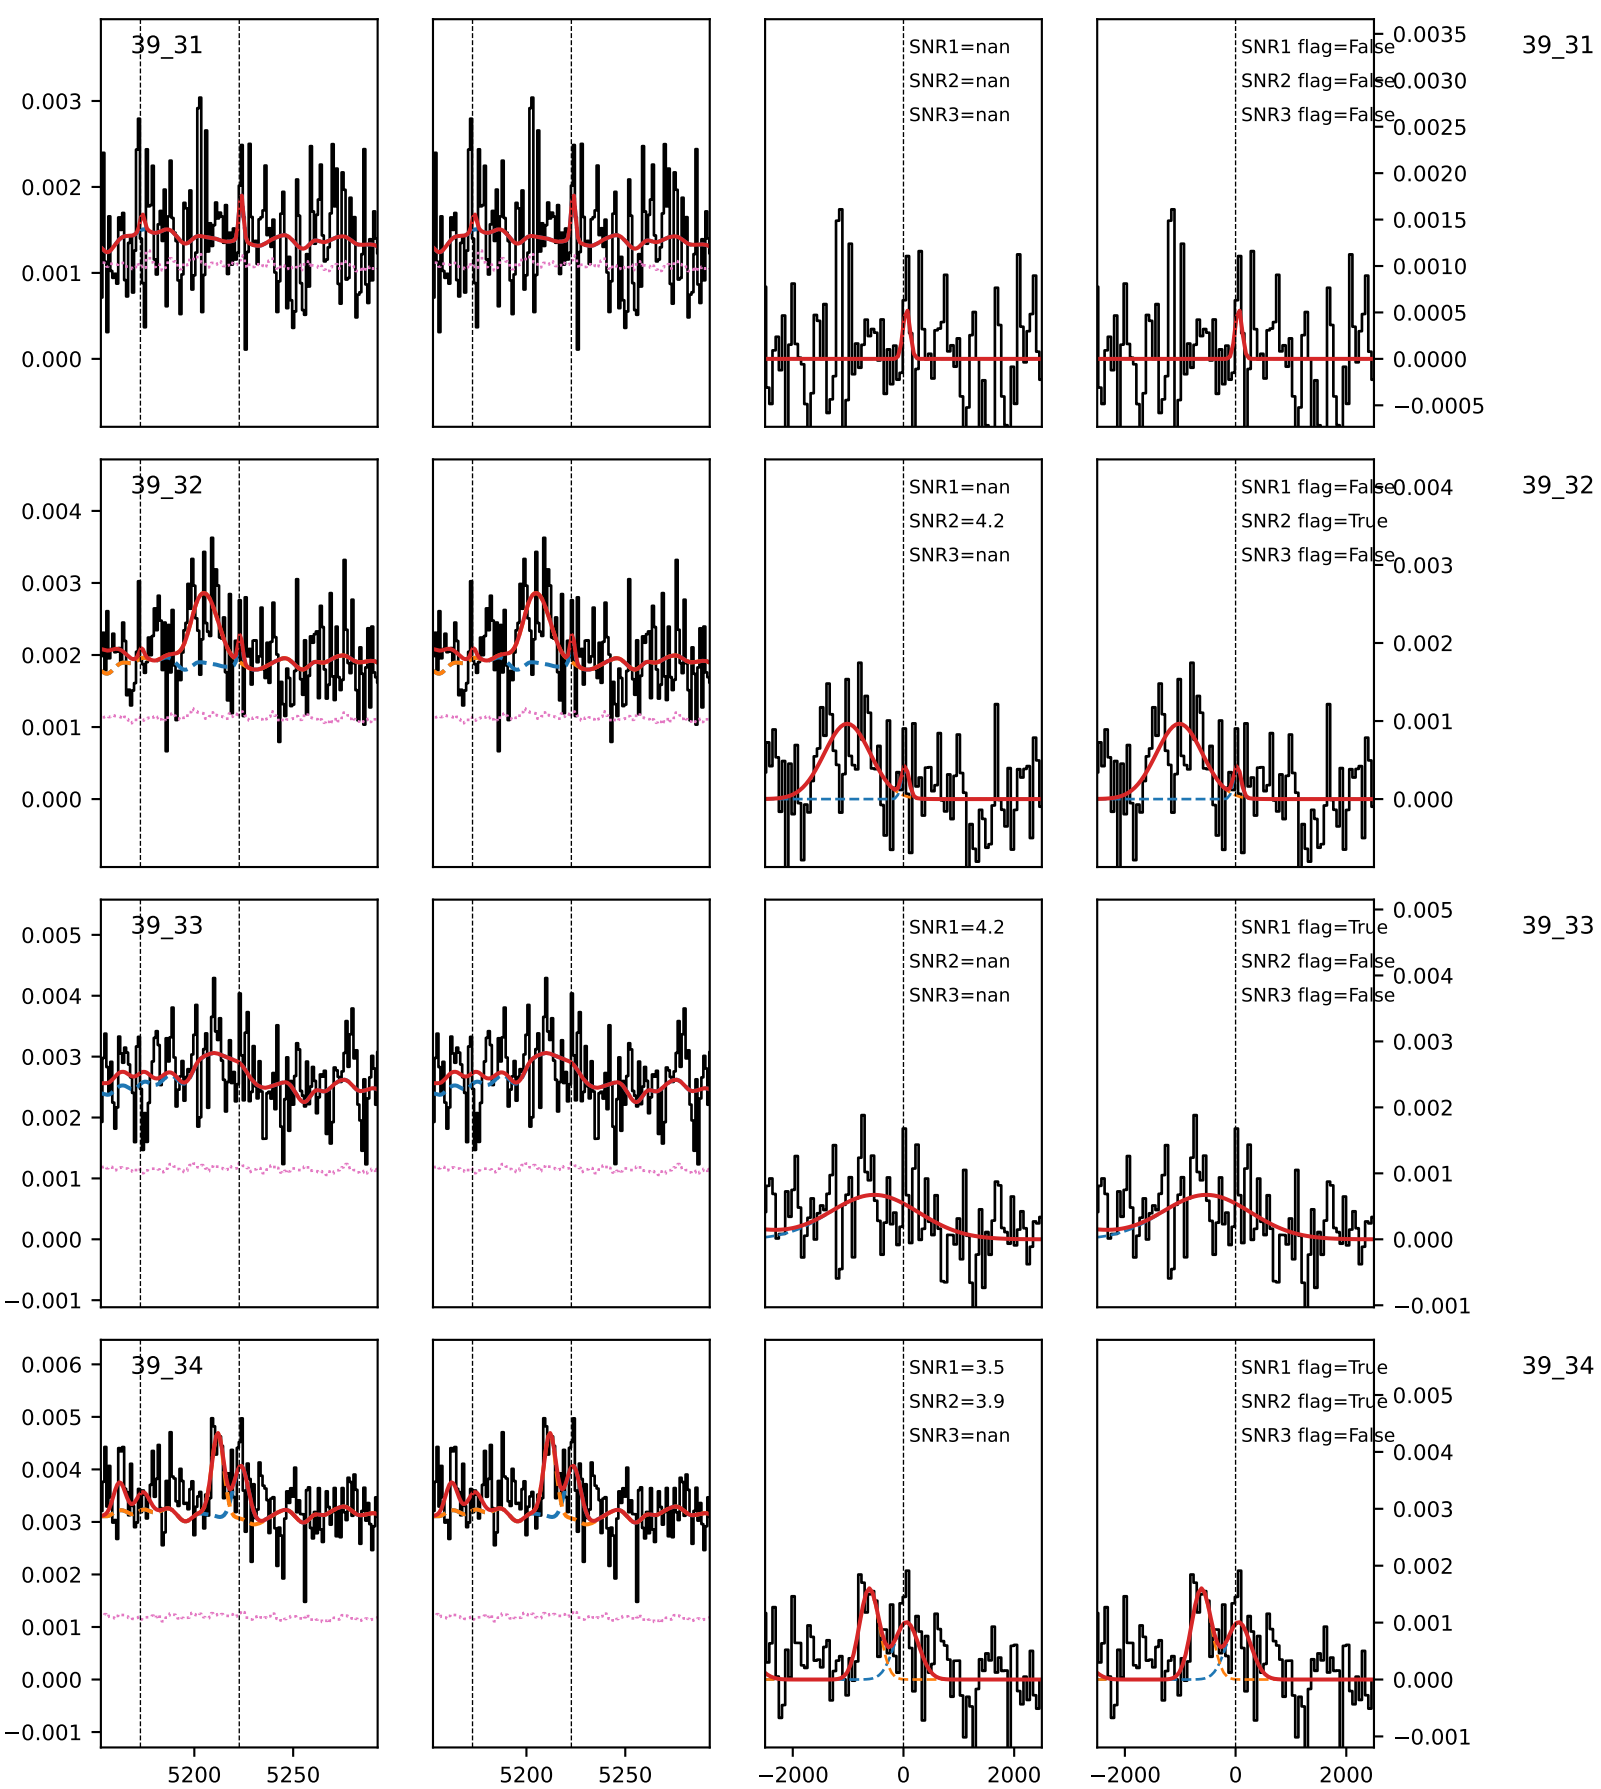 39_31
SNR1=nan
SNR2=nan
SNR3=nan
SNR1 flag=False
SNR2 flag=False
SNR3 flag=False
39_31
0.003
0.002
0.001
0.000
0.0035
0.0030
0.0025
0.0020
0.0015
0.0010
0.0005
0.0000
−0.0005
39_32
SNR1=nan
SNR2=4.2
SNR3=nan
SNR1 flag=False
SNR2 flag=True
SNR3 flag=False
39_32
0.004
0.003
0.002
0.001
0.000
0.004
0.003
0.002
0.001
0.000
39_33
SNR1=4.2
SNR2=nan
SNR3=nan
SNR1 flag=True
SNR2 flag=False
SNR3 flag=False
39_33
0.005
0.004
0.003
0.002
0.001
0.000
−0.001
0.005
0.004
0.003
0.002
0.001
0.000
−0.001
39_34
SNR1=3.5
SNR2=3.9
SNR3=nan
SNR1 flag=True
SNR2 flag=True
SNR3 flag=False
39_34
0.006
0.005
0.004
0.003
0.002
0.001
0.000
−0.001
0.005
0.004
0.003
0.002
0.001
0.000
−0.001
5200 5250
5200 5250
−2000 0 2000
−2000 0 2000